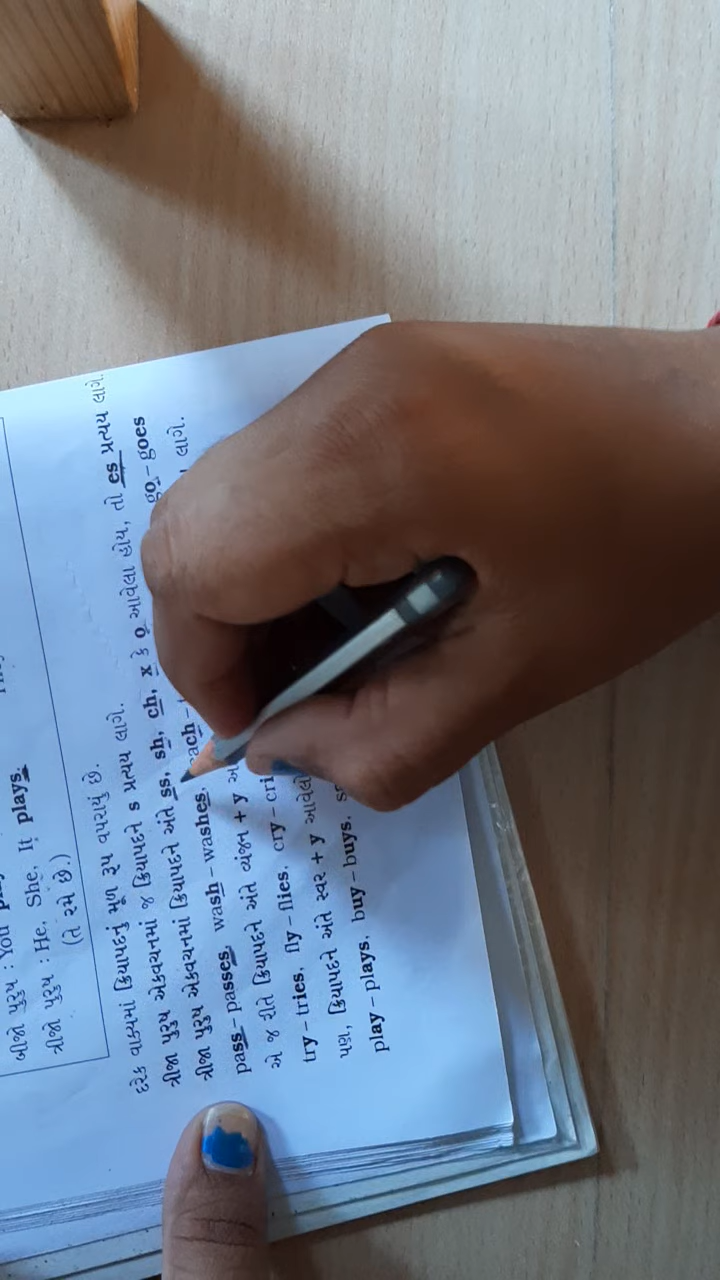 બીજો પુરુષ : You
ત્રીજો પુરુષ : He, She, It plays.
(તે રમે છે.)
દરેક વાક્યમાં ક્રિયાપદનું મૂળ રૂપ વપરાયું છે.
ત્રીજા પુરુષ એકવચનમાં જ ક્રિયાપદને s પ્રત્યય લાગે.
ત્રીજા પુરુષ એકવચનમાં ક્રિયાપદને અંતે ss, sh, ch, x કે o આવેલા હોય, તો es પ્રત્યય લાગે.
pass – passes, wash – washes, go – goes
એ જ રીતે ક્રિયાપદને અંતે વ્યંજન + y લાગે.
try – tries, fly – flies, cry –
પણ, ક્રિયાપદને અંતે સ્વર + y આવેલ
play – plays, buy – buys,